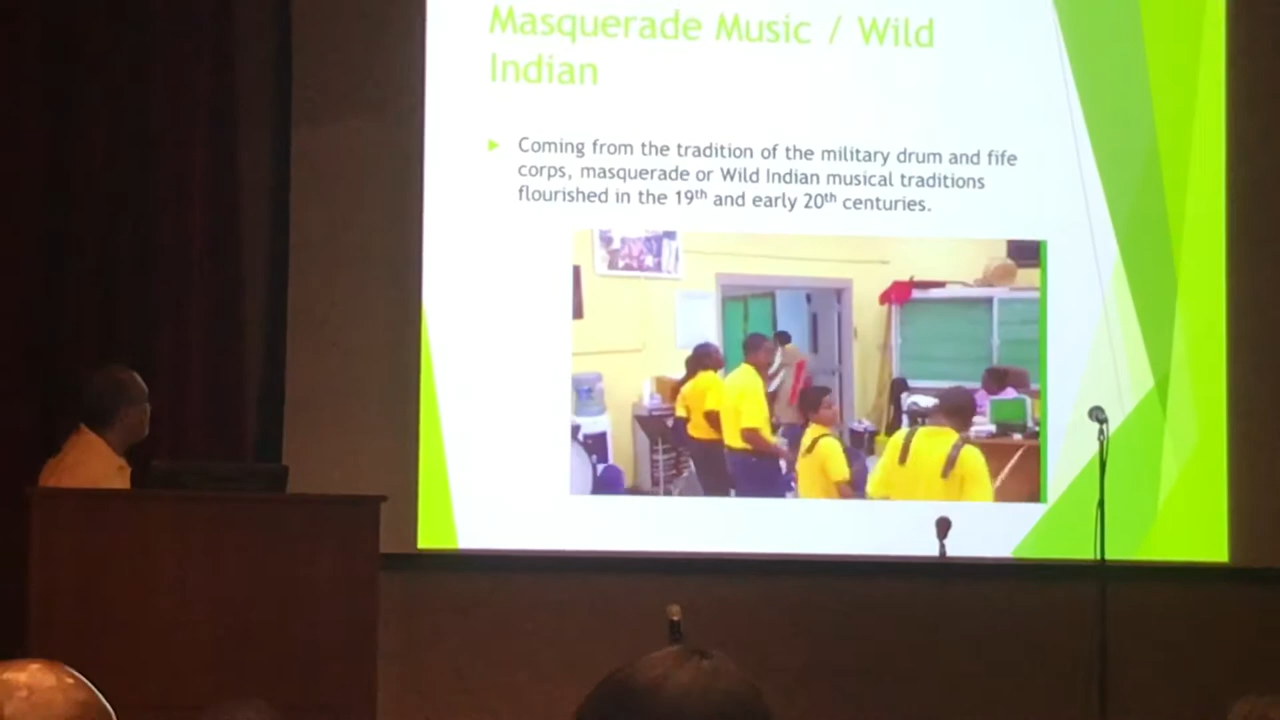 Masquerade Music / Wild
Indian
Coming from the tradition of the military drum and fife
corps, masquerade or Wild Indian musical traditions
flourished in the 19th and early 20th centuries.